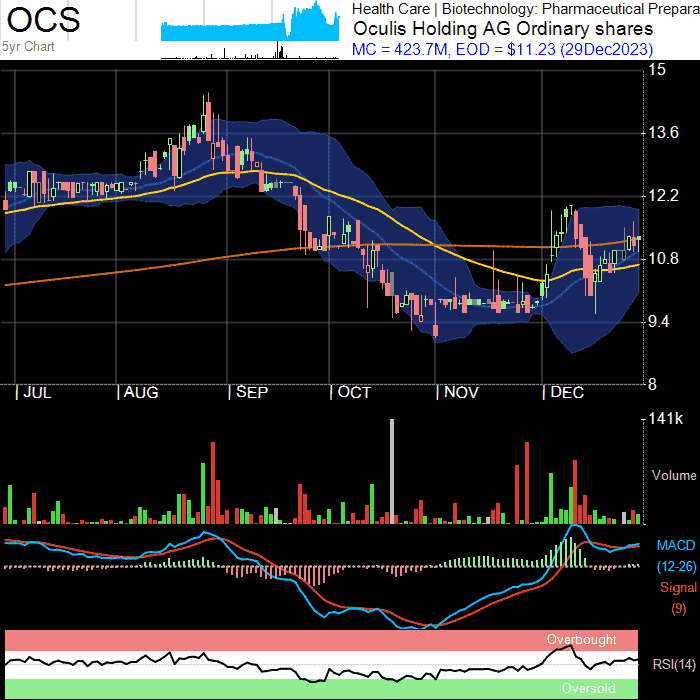 OCS
5yr Chart
Health Care | Biotechnology: Pharmaceutical Prepara
Oculis Holding AG Ordinary shares
MC = 423.7M, EOD = $11.23 (29Dec2023)
15
13.6
12.2
10.8
9.4
8
| JUL | AUG | SEP | OCT | NOV | DEC
141k
Volume
MACD
(12-26)
Signal
(9)
Overbought
RSI(14)
Oversold